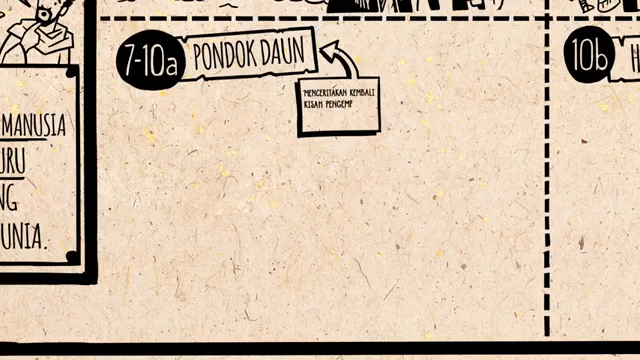 7-10a PONDOK DAUN
"MENCERITAKAN KEMBALI
KISAH PENGEMP
10b H
MANUSIA
URU
NG
UNIA.